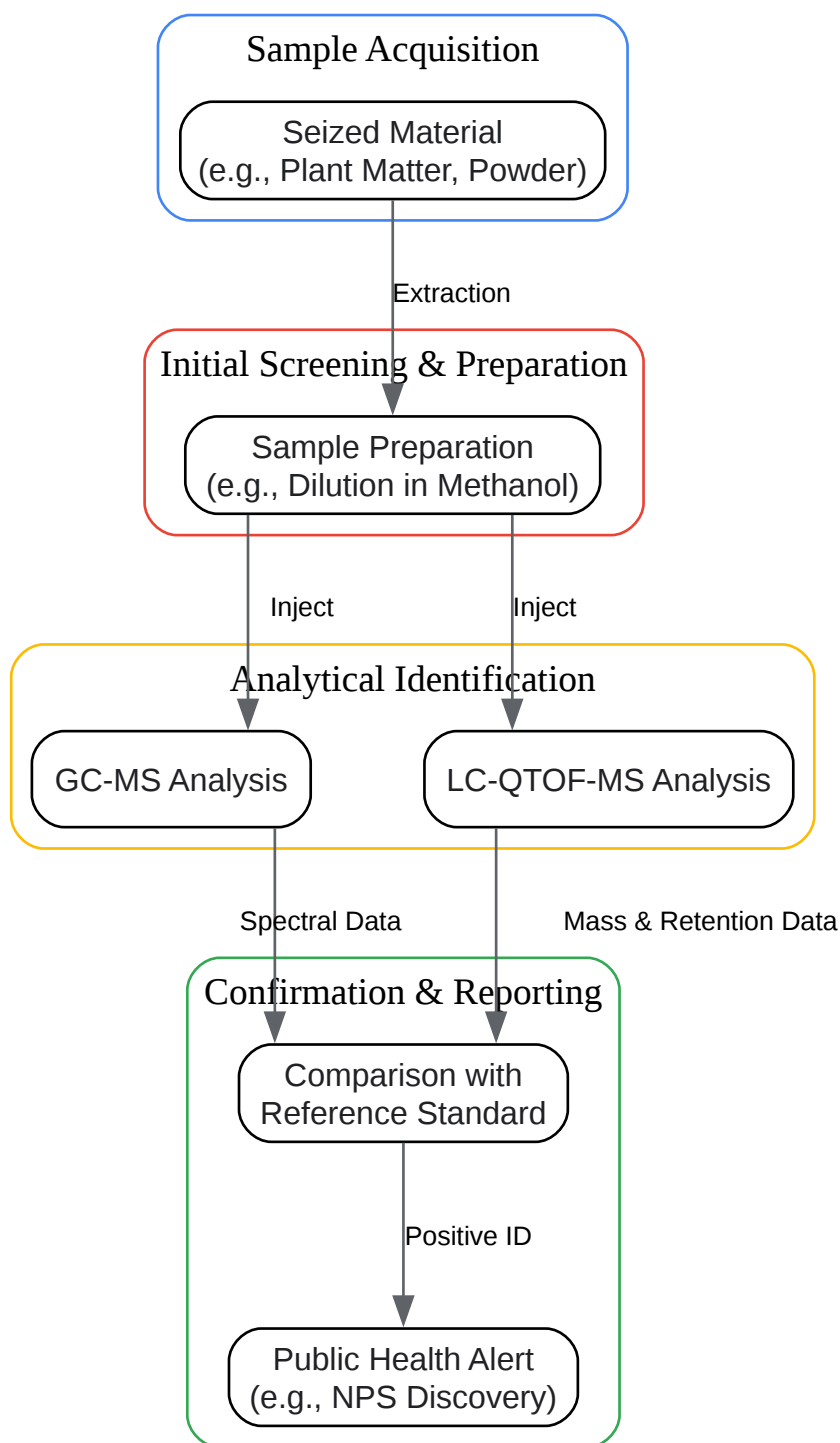 Sample Acquisition
Seized Material
(e.g., Plant Matter, Powder)
Extraction
Initial Screening & Preparation
Sample Preparation
(e.g., Dilution in Methanol)
Inject
Inject
Analytical Identification
GC-MS Analysis
LC-QTOF-MS Analysis
Spectral Data
Mass & Retention Data
Confirmation & Reporting
Comparison with
Reference Standard
Positive ID
Public Health Alert
(e.g., NPS Discovery)